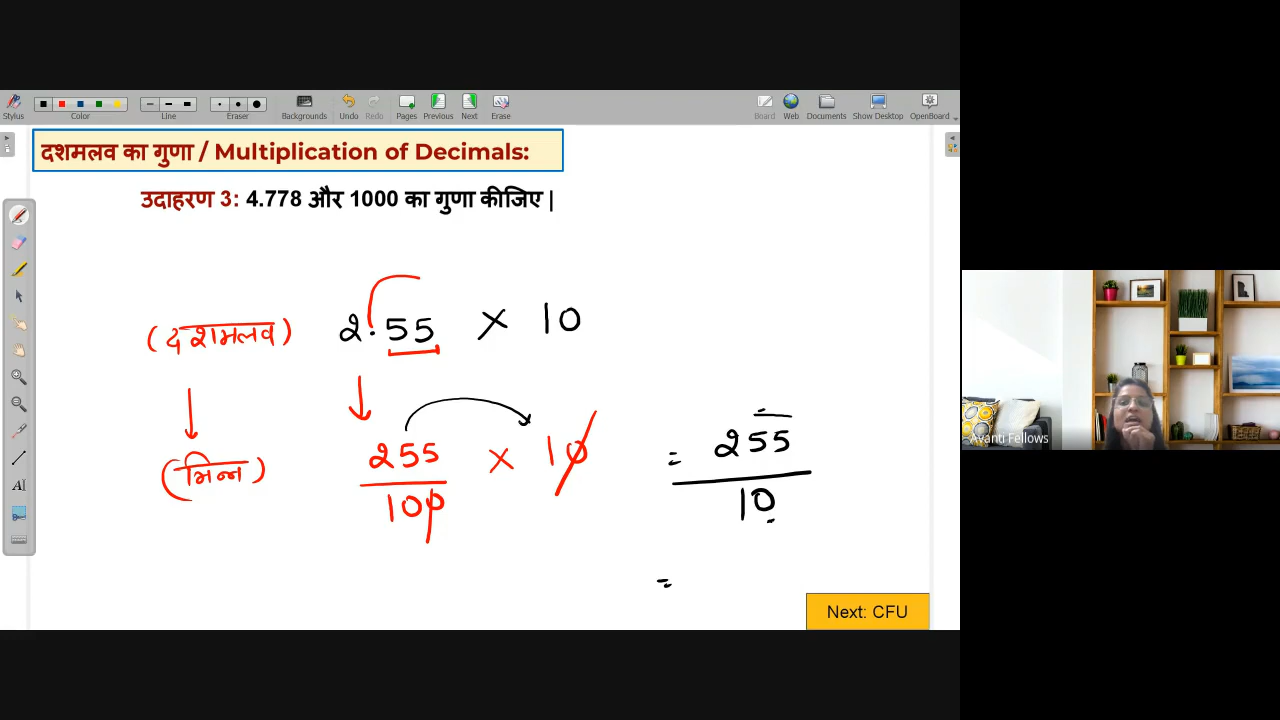 Stylus Color Line Eraser Backgrounds Undo Redo Pages Previous Next Erase Board Web Documents Show Desktop OpenBoard
दशमलव का गुणा / Multiplication of Decimals:
उदाहरण 3: 4.778 और 1000 का गुणा कीजिए |
(दशमलव) 2.55 × 10
(भिन्न) 255/100 × 10 = 255/10
=
Next: CFU
Avanti Fellows